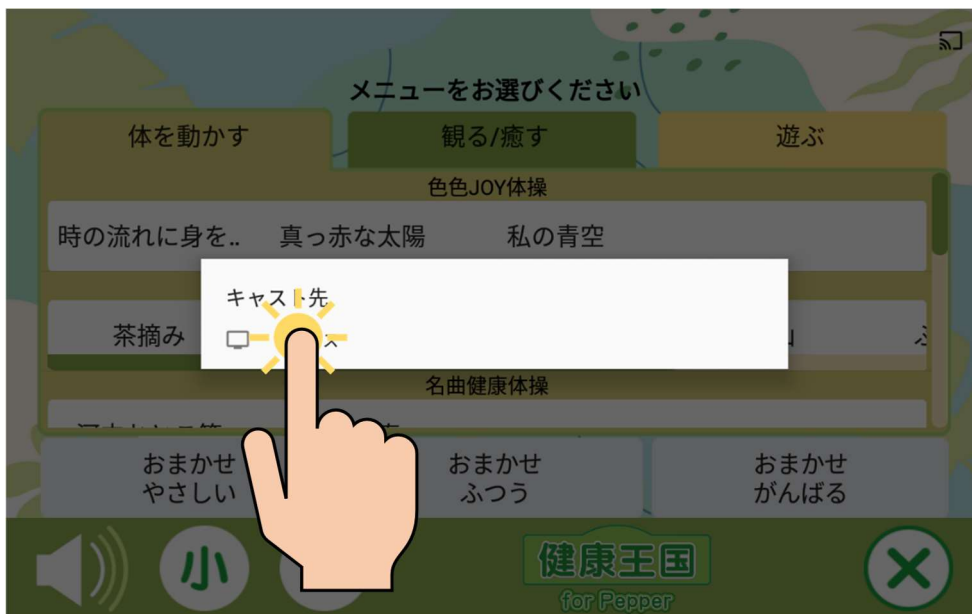 メニューをお選びください
体を動かす
観る/癒す
遊ぶ
色色JOY体操
時の流れに身を..
真っ赤な太陽
私の青空
キャスト先
茶摘み
名曲健康体操
おまかせ
やさしい
おまかせ
ふつう
おまかせ
がんばる
小
健康王国
for Pepper